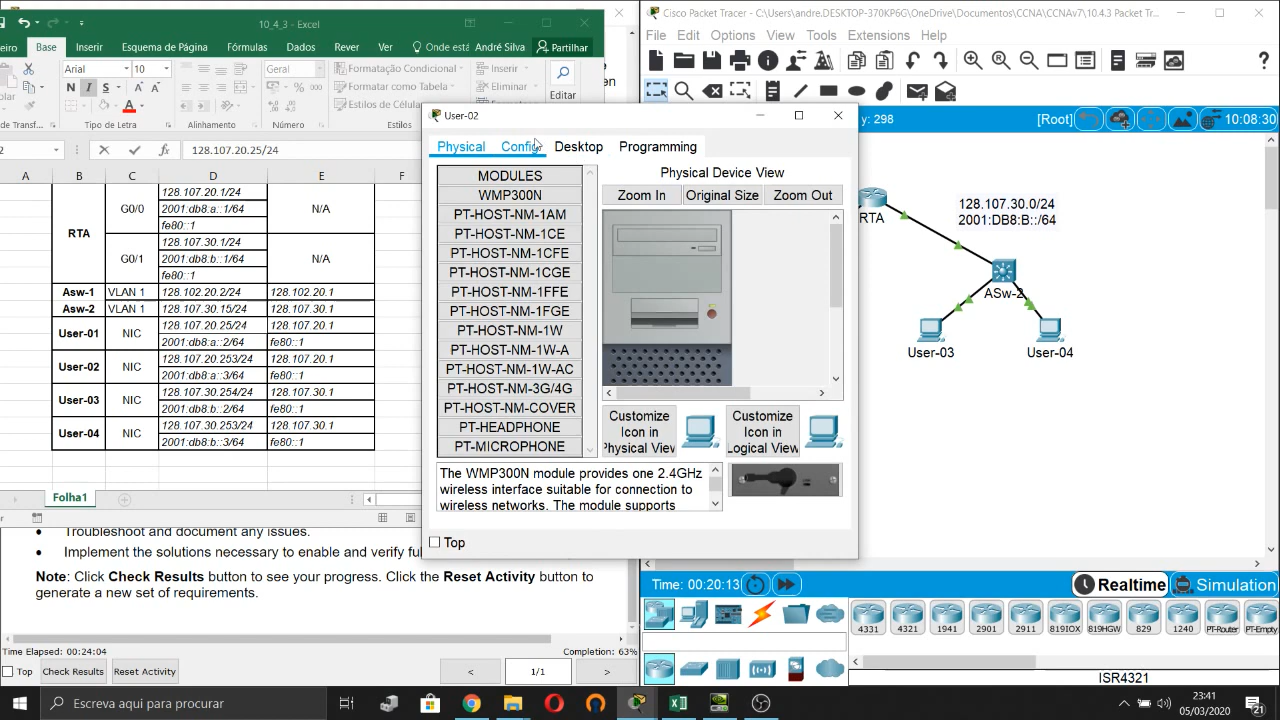 10_4_3 - Excel
Cisco Packet Tracer - C:\Users\andre.DESKTOP-370KP6G\OneDrive\Documentos\CCNA\CCNAv7\10.4.3 Packet T...
Base Inserir Esquema de Página Fórmulas Dados Rever Ver Onde está André Silva Partilhar
File Edit Options View Tools Extensions Help
Arial 10 Geral Formatação Condicional Inserir
N I S Formatar como Tabela Eliminar
Estilos de Célula Editar
Tipo de Letra Alinhamento Número Estilos
128.107.20.25/24
A B C D E F
RTA G0/0 128.107.20.1/24 N/A
2001:db8.a::1/64
fe80::1
G0/1 128.107.30.1/24 N/A
2001:db8.b::1/64
fe80::1
Asw-1 VLAN 1 128.102.20.2/24 128.102.20.1
Asw-2 VLAN 1 128.107.30.15/24 128.107.30.1
User-01 NIC 128.107.20.25/24 128.107.20.1
2001:db8.a::2/64 fe80::1
User-02 NIC 128.107.20.253/24 128.107.20.1
2001:db8.a::3/64 fe80::1
User-03 NIC 128.107.30.254/24 128.107.30.1
2001:db8.b::2/64 fe80::1
User-04 NIC 128.107.30.253/24 128.107.30.1
2001:db8.b::3/64 fe80::1
Folha1
Troubleshoot and document any issues.
Implement the solutions necessary to enable and verify fu
Note: Click Check Results button to see your progress. Click the Reset Activity button to
generate a new set of requirements.
Time Elapsed: 00:24:04 Completion: 63%
Top Check Results Reset Activity < 1/1 >
User-02
Physical Config Desktop Programming
MODULES
WMP300N
PT-HOST-NM-1AM
PT-HOST-NM-1CE
PT-HOST-NM-1CFE
PT-HOST-NM-1CGE
PT-HOST-NM-1FFE
PT-HOST-NM-1FGE
PT-HOST-NM-1W
PT-HOST-NM-1W-A
PT-HOST-NM-1W-AC
PT-HOST-NM-3G/4G
PT-HOST-NM-COVER
PT-HEADPHONE
PT-MICROPHONE
Physical Device View
Zoom In Original Size Zoom Out
Customize
Icon in
Physical View
Customize
Icon in
Logical View
The WMP300N module provides one 2.4GHz
wireless interface suitable for connection to
wireless networks. The module supports
Top
y: 298 [Root] 10:08:30
RTA
128.107.30.0/24
2001:DB8:B::/64
ASw-2
User-03 User-04
Time: 00:20:13 Realtime Simulation
4331 4321 1941 2901 2911 819IOX 819HGW 829 1240 PT-Router PT-Empty
ISR4321
Escreva aqui para procurar
23:41
05/03/2020
21